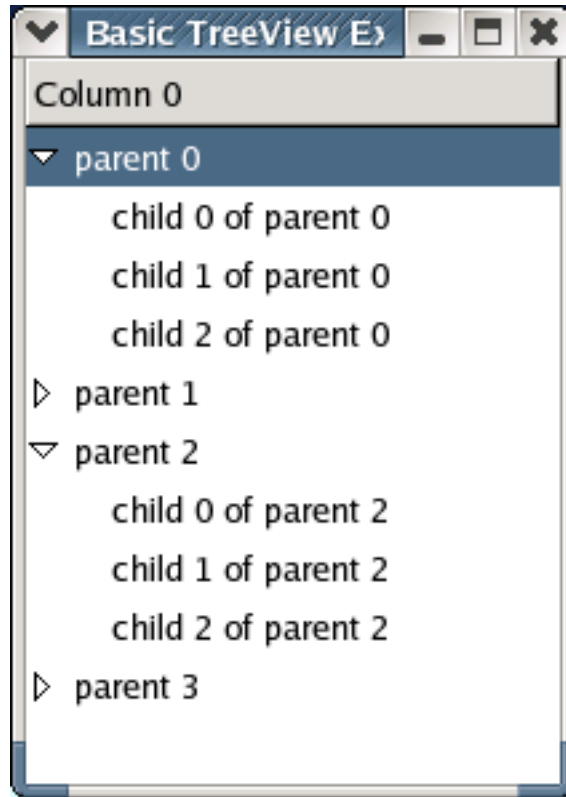 Basic TreeView Ex
Column 0
parent 0
child 0 of parent 0
child 1 of parent 0
child 2 of parent 0
parent 1
parent 2
child 0 of parent 2
child 1 of parent 2
child 2 of parent 2
parent 3